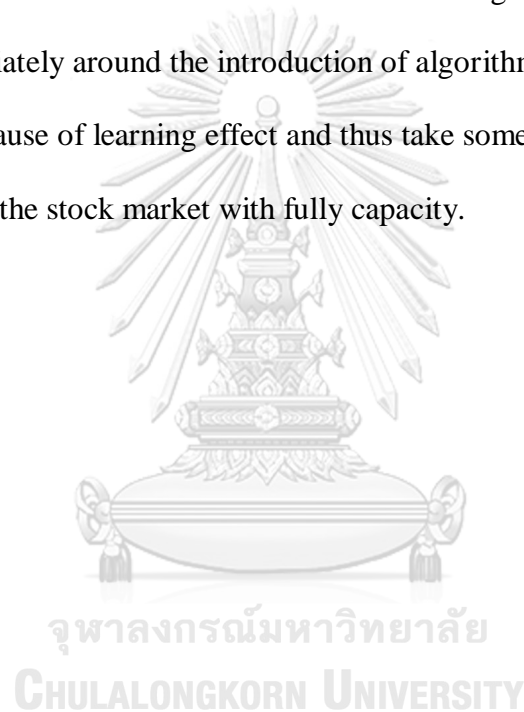 nately around the introduction of algorithm
ause of learning effect and thus take some
the stock market with fully capacity.
จุฬาลงกรณ์มหาวิทยาลัย
CHULALONGKORN UNIVERSITY